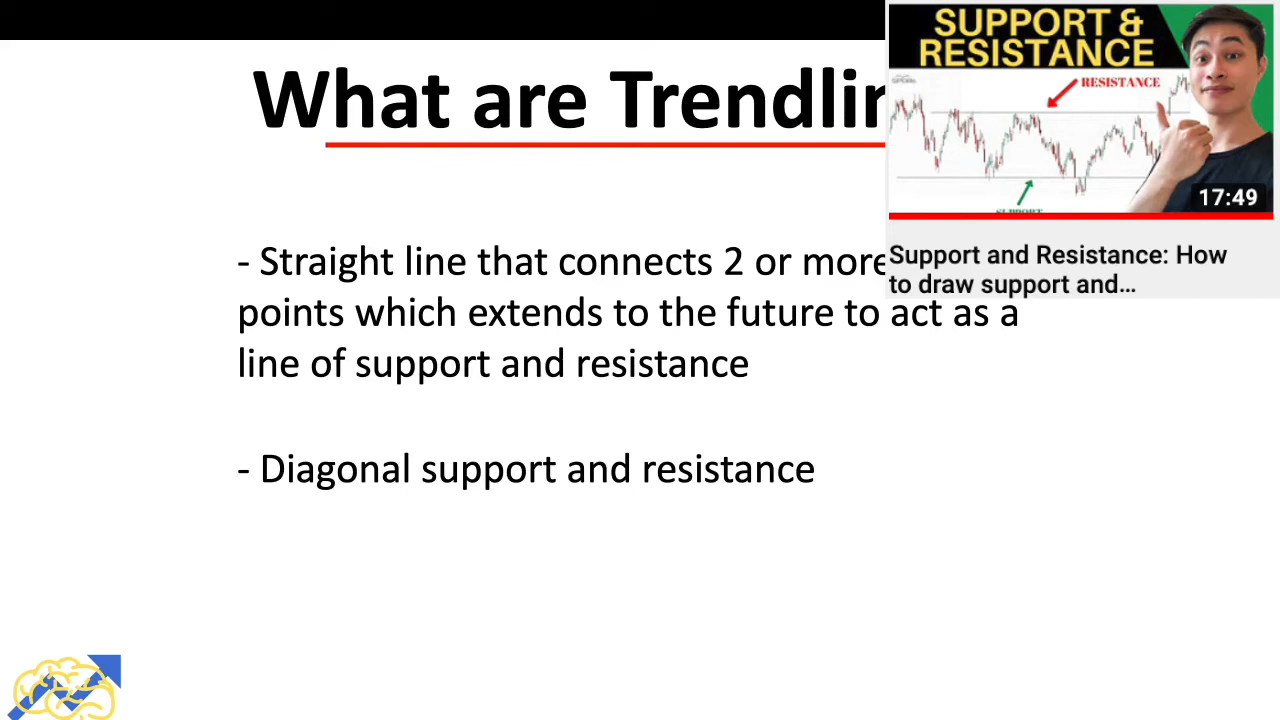 What are Trendlin
- Straight line that connects 2 or more
points which extends to the future to act as a
line of support and resistance
- Diagonal support and resistance
SUPPORT &
RESISTANCE
RESISTANCE
SUPPORT
17:49
Support and Resistance: How
to draw support and...